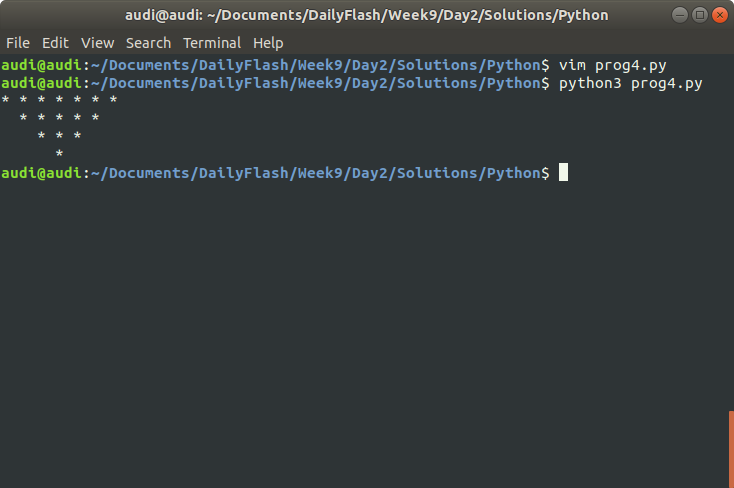 audi@audi: ~/Documents/DailyFlash/Week9/Day2/Solutions/Python
File Edit View Search Terminal Help
audi@audi:~/Documents/DailyFlash/Week9/Day2/Solutions/Python$ vim prog4.py
audi@audi:~/Documents/DailyFlash/Week9/Day2/Solutions/Python$ python3 prog4.py
* * * * * * *
  * * * * *
    * * *
      *
audi@audi:~/Documents/DailyFlash/Week9/Day2/Solutions/Python$